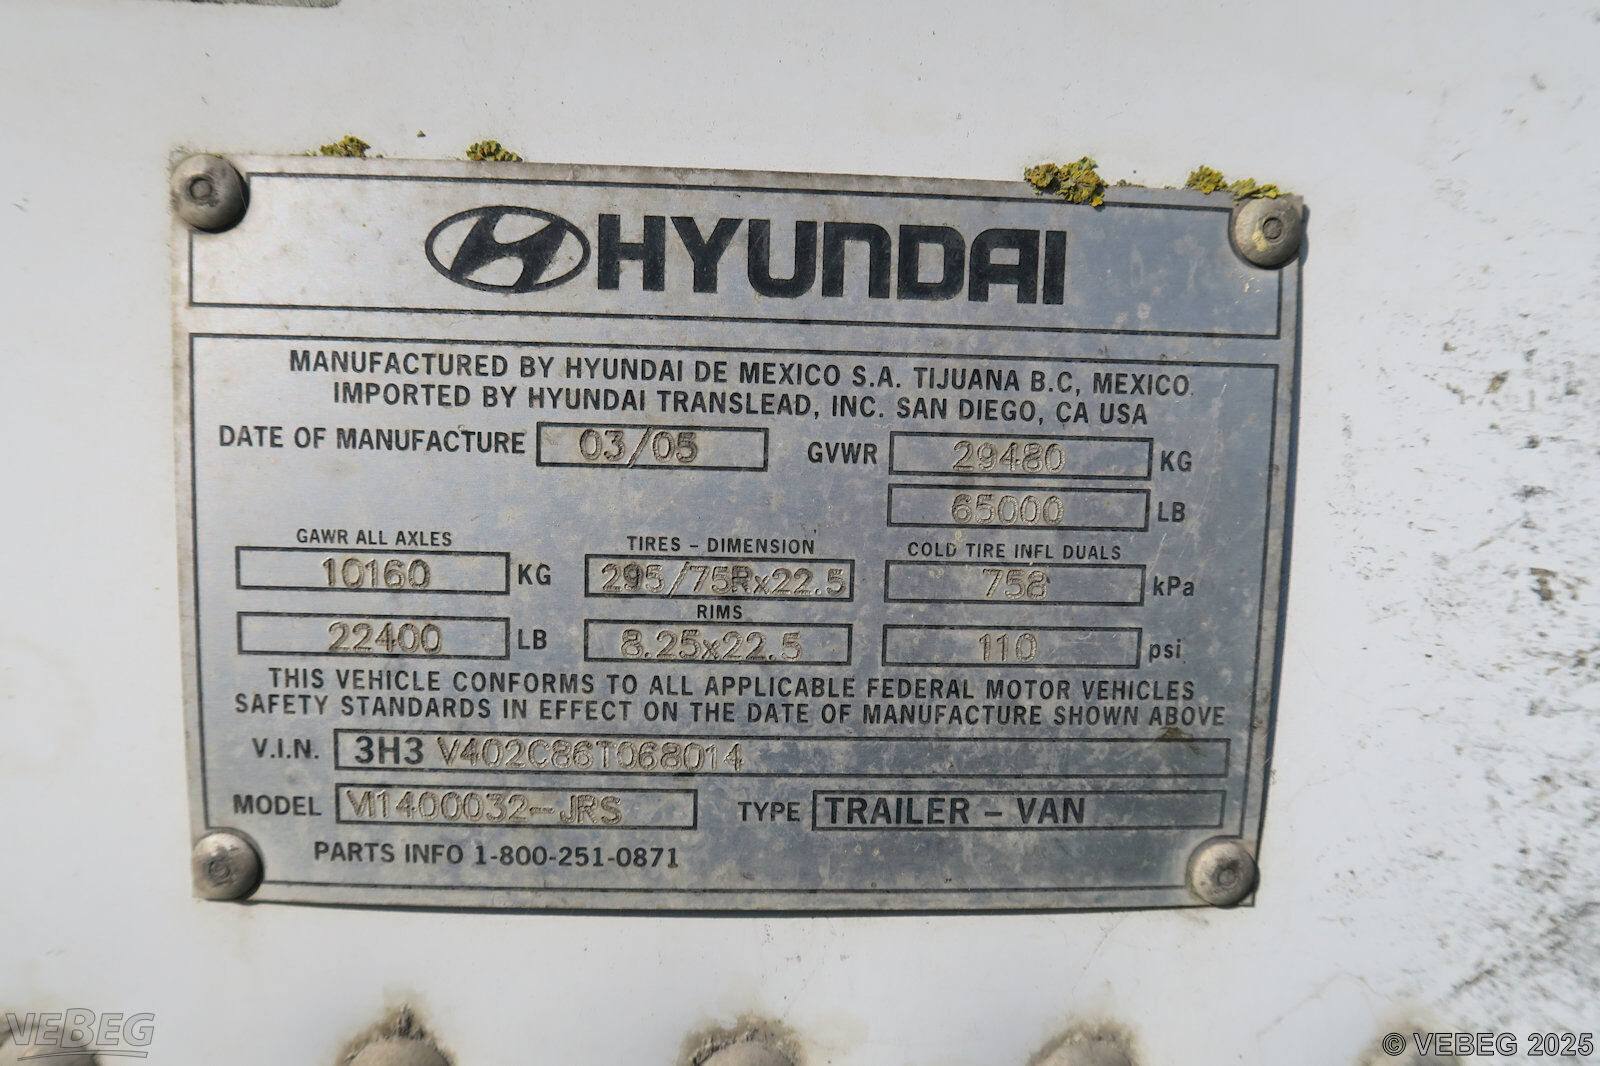 HYUNDAI
MANUFACTURED BY HYUNDAI DE MEXICO S.A. TIJUANA B.C, MEXICO.
IMPORTED BY HYUNDAI TRANSLEAD, INC. SAN DIEGO, CA USA
DATE OF MANUFACTURE 03/05 GVWR 29480 KG
65000 LB
GAWR ALL AXLES TIRES - DIMENSION COLD TIRE INFL DUALS
10160 KG 295/75Rx22.5 758 kPa
RIMS
22400 LB 8.25x22.5 110 psi
THIS VEHICLE CONFORMS TO ALL APPLICABLE FEDERAL MOTOR VEHICLES
SAFETY STANDARDS IN EFFECT ON THE DATE OF MANUFACTURE SHOWN ABOVE
V.I.N. 3H3 V402C86T068014
MODEL VI1400032-JRS TYPE TRAILER - VAN
PARTS INFO 1-800-251-0871
VEBEG
© VEBEG 2025